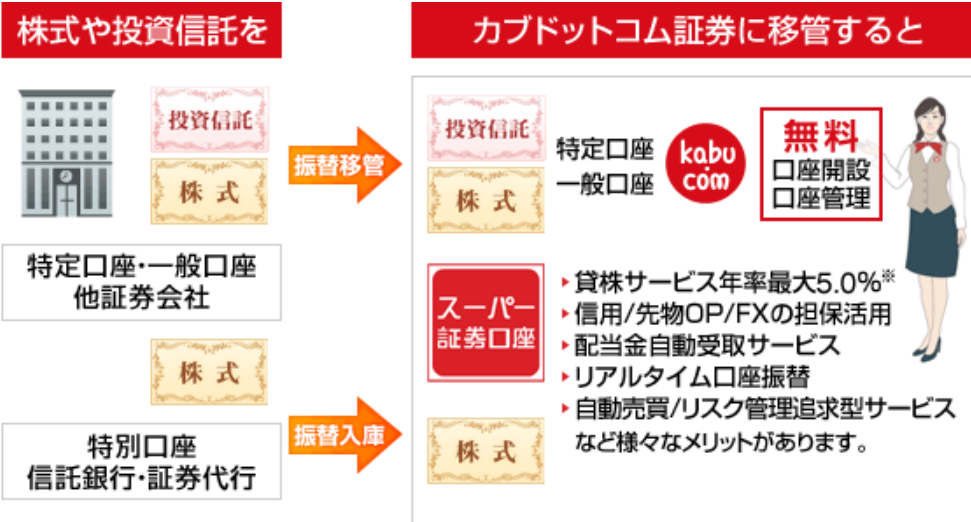 株式や投資信託を
投資信託
株式
振替移管
特定口座・一般口座
他証券会社
株式
振替入庫
特別口座
信託銀行・証券代行
カブドットコム証券に移管すると
投資信託
株式
特定口座
一般口座
kabu
.com
無料
口座開設
口座管理
スーパー
証券口座
貸株サービス年率最大5.0%※
信用/先物OP/FXの担保活用
配当金自動受取サービス
リアルタイム口座振替
自動売買/リスク管理追求型サービス
など様々なメリットがあります。
株式